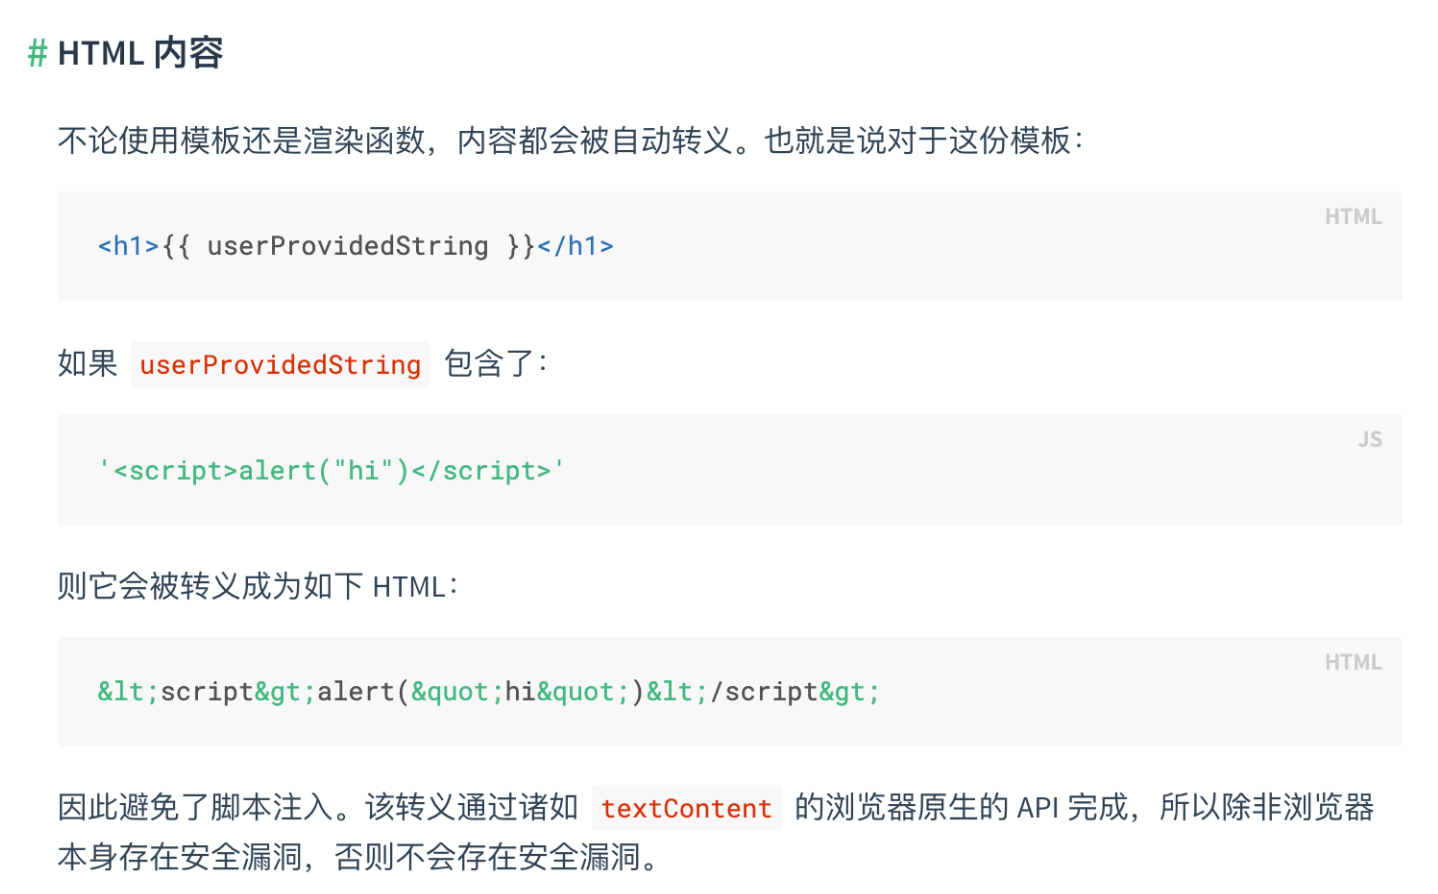 # HTML 内容
不论使用模板还是渲染函数，内容都会被自动转义。也就是说对于这份模板：
HTML
<h1>{{ userProvidedString }}</h1>
如果 userProvidedString 包含了：
JS
'<script>alert("hi")</script>'
则它会被转义成为如下 HTML：
HTML
&lt;script&gt;alert(&quot;hi&quot;)&lt;/script&gt;
因此避免了脚本注入。该转义通过诸如 textContent 的浏览器原生的 API 完成，所以除非浏览器
本身存在安全漏洞，否则不会存在安全漏洞。